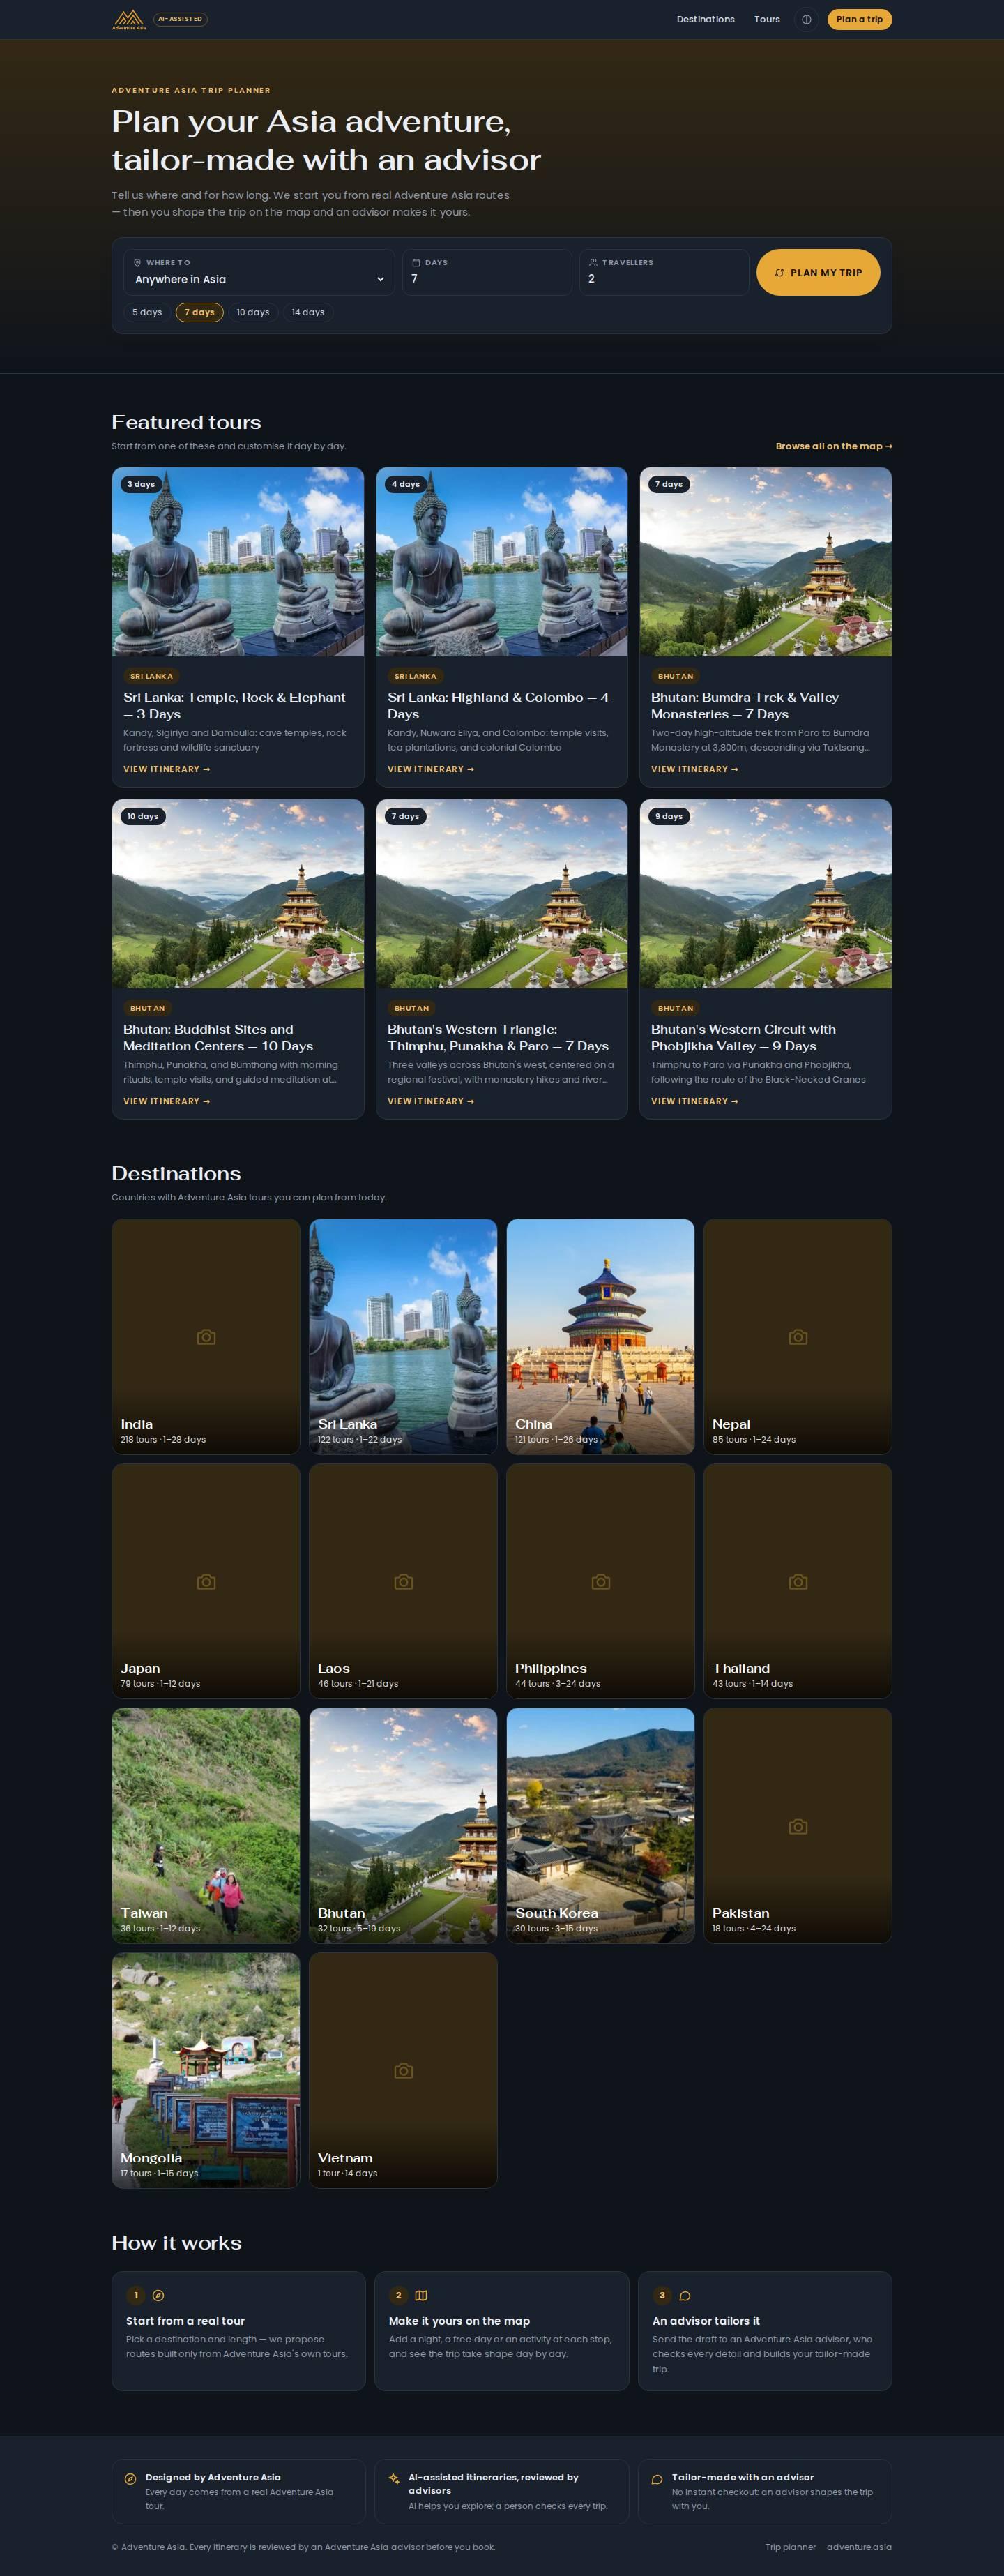 Adventure Asia
AI-ASSISTED
Destinations
Tours
Plan a trip
ADVENTURE ASIA TRIP PLANNER
Plan your Asia adventure,
tailor-made with an advisor
Tell us where and for how long. We start you from real Adventure Asia routes
— then you shape the trip on the map and an advisor makes it yours.
WHERE TO
Anywhere in Asia
DAYS
7
TRAVELLERS
2
PLAN MY TRIP
5 days
7 days
10 days
14 days
Featured tours
Start from one of these and customise it day by day.
Browse all on the map →
3 days
SRI LANKA
Sri Lanka: Temple, Rock & Elephant
— 3 Days
Kandy, Sigiriya and Dambulla: cave temples, rock
fortress and wildlife sanctuary
VIEW ITINERARY →
4 days
SRI LANKA
Sri Lanka: Highland & Colombo — 4
Days
Kandy, Nuwara Eliya, and Colombo: temple visits,
tea plantations, and colonial Colombo
VIEW ITINERARY →
7 days
BHUTAN
Bhutan: Bumdra Trek & Valley
Monasteries — 7 Days
Two-day high-altitude trek from Paro to Bumdra
Monastery at 3,800m, descending via Taktsang...
VIEW ITINERARY →
10 days
BHUTAN
Bhutan: Buddhist Sites and
Meditation Centers — 10 Days
Thimphu, Punakha, and Bumthang with morning
rituals, temple visits, and guided meditation at...
VIEW ITINERARY →
7 days
BHUTAN
Bhutan's Western Triangle:
Thimphu, Punakha & Paro — 7 Days
Three valleys across Bhutan's west, centered on a
regional festival, with monastery hikes and river...
VIEW ITINERARY →
9 days
BHUTAN
Bhutan's Western Circuit with
Phobjikha Valley — 9 Days
Thimphu to Paro via Punakha and Phobjikha,
following the route of the Black-Necked Cranes
VIEW ITINERARY →
Destinations
Countries with Adventure Asia tours you can plan from today.
India
218 tours · 1–28 days
Sri Lanka
122 tours · 1–22 days
China
121 tours · 1–26 days
Nepal
85 tours · 1–24 days
Japan
79 tours · 1–12 days
Laos
46 tours · 1–21 days
Philippines
44 tours · 3–24 days
Thailand
43 tours · 1–14 days
Taiwan
36 tours · 1–12 days
Bhutan
32 tours · 5–19 days
South Korea
30 tours · 3–15 days
Pakistan
18 tours · 4–24 days
Mongolia
17 tours · 1–15 days
Vietnam
1 tour · 14 days
How it works
1
Start from a real tour
Pick a destination and length — we propose
routes built only from Adventure Asia's own tours.
2
Make it yours on the map
Add a night, a free day or an activity at each stop,
and see the trip take shape day by day.
3
An advisor tailors it
Send the draft to an Adventure Asia advisor, who
checks every detail and builds your tailor-made
trip.
Designed by Adventure Asia
Every day comes from a real Adventure Asia
tour.
AI-assisted itineraries, reviewed by
advisors
AI helps you explore; a person checks every trip.
Tailor-made with an advisor
No instant checkout: an advisor shapes the trip
with you.
© Adventure Asia. Every itinerary is reviewed by an Adventure Asia advisor before you book.
Trip planner
adventure.asia